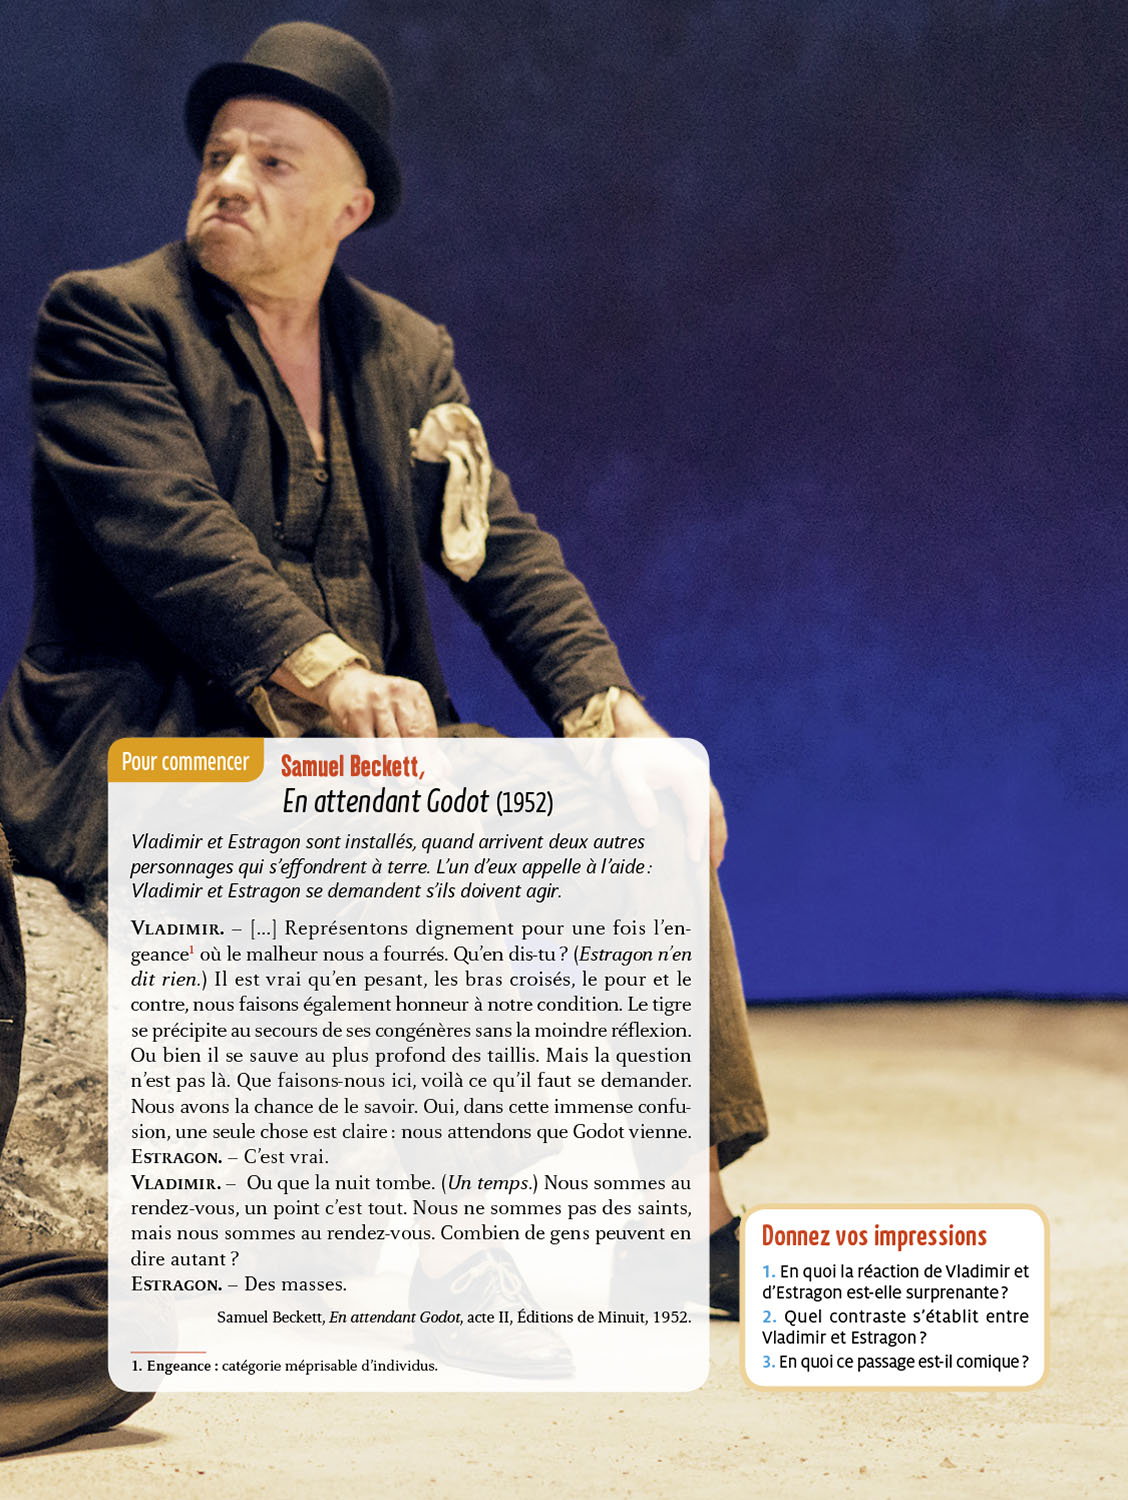 Pour commencer
Samuel Beckett,
En attendant Godot (1952)
Vladimir et Estragon sont installés, quand arrivent deux autres
personnages qui s'effondrent à terre. L'un d'eux appelle à l'aide :
Vladimir et Estragon se demandent s'ils doivent agir.
VLADIMIR. – [...] Représentons dignement pour une fois l'en-
geance1 où le malheur nous a fourrés. Qu'en dis-tu ? (Estragon n'en
dit rien.) Il est vrai qu'en pesant, les bras croisés, le pour et le
contre, nous faisons également honneur à notre condition. Le tigre
se précipite au secours de ses congénères sans la moindre réflexion.
Ou bien il se sauve au plus profond des taillis. Mais la question
n'est pas là. Que faisons-nous ici, voilà ce qu'il faut se demander.
Nous avons la chance de le savoir. Oui, dans cette immense confu-
sion, une seule chose est claire : nous attendons que Godot vienne.
ESTRAGON. – C'est vrai.
VLADIMIR. – Ou que la nuit tombe. (Un temps.) Nous sommes au
rendez-vous, un point c'est tout. Nous ne sommes pas des saints,
mais nous sommes au rendez-vous. Combien de gens peuvent en
dire autant ?
ESTRAGON. – Des masses.
Samuel Beckett, En attendant Godot, acte II, Éditions de Minuit, 1952.
1. Engeance : catégorie méprisable d'individus.
Donnez vos impressions
1. En quoi la réaction de Vladimir et
d'Estragon est-elle surprenante ?
2. Quel contraste s'établit entre
Vladimir et Estragon ?
3. En quoi ce passage est-il comique ?